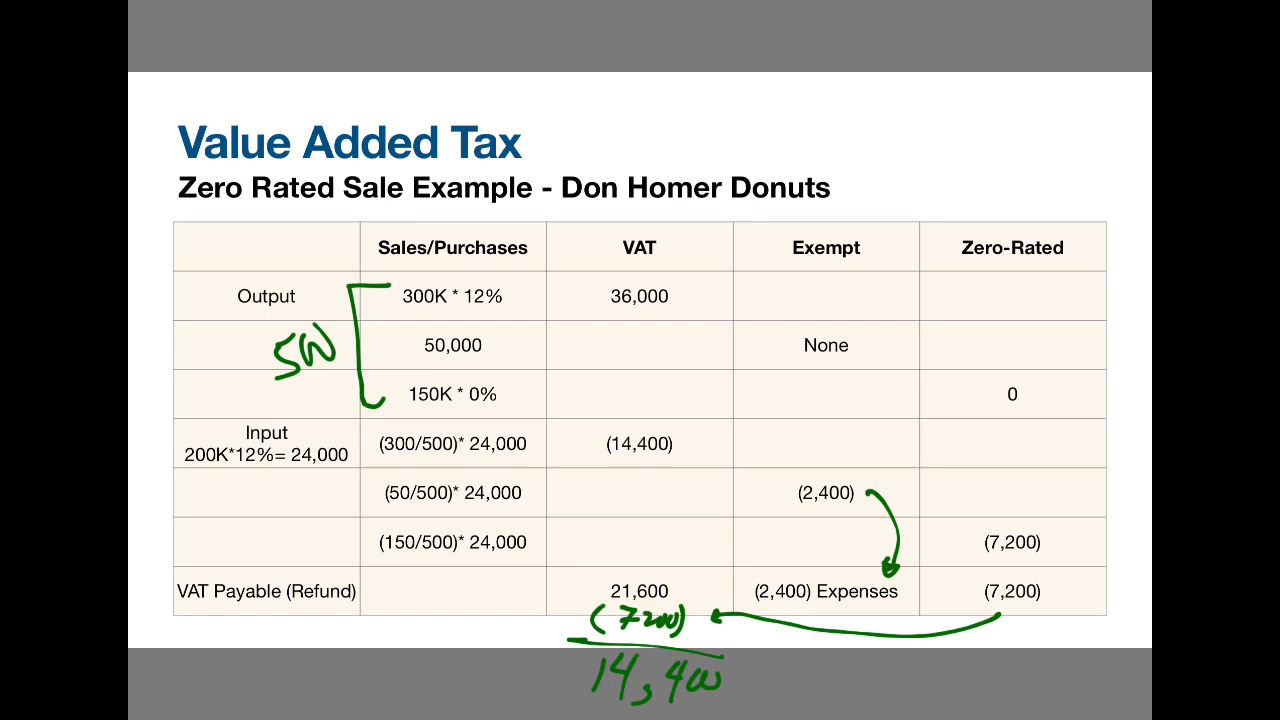 Value Added Tax
Zero Rated Sale Example - Don Homer Donuts
Sales/Purchases VAT Exempt Zero-Rated
Output 300K * 12% 36,000
500
50,000 None
150K * 0% 0
Input
200K*12%= 24,000 (300/500)* 24,000 (14,400)
(50/500)* 24,000 (2,400)
(150/500)* 24,000 (7,200)
VAT Payable (Refund) 21,600 (2,400) Expenses (7,200)
(7200)
14,400